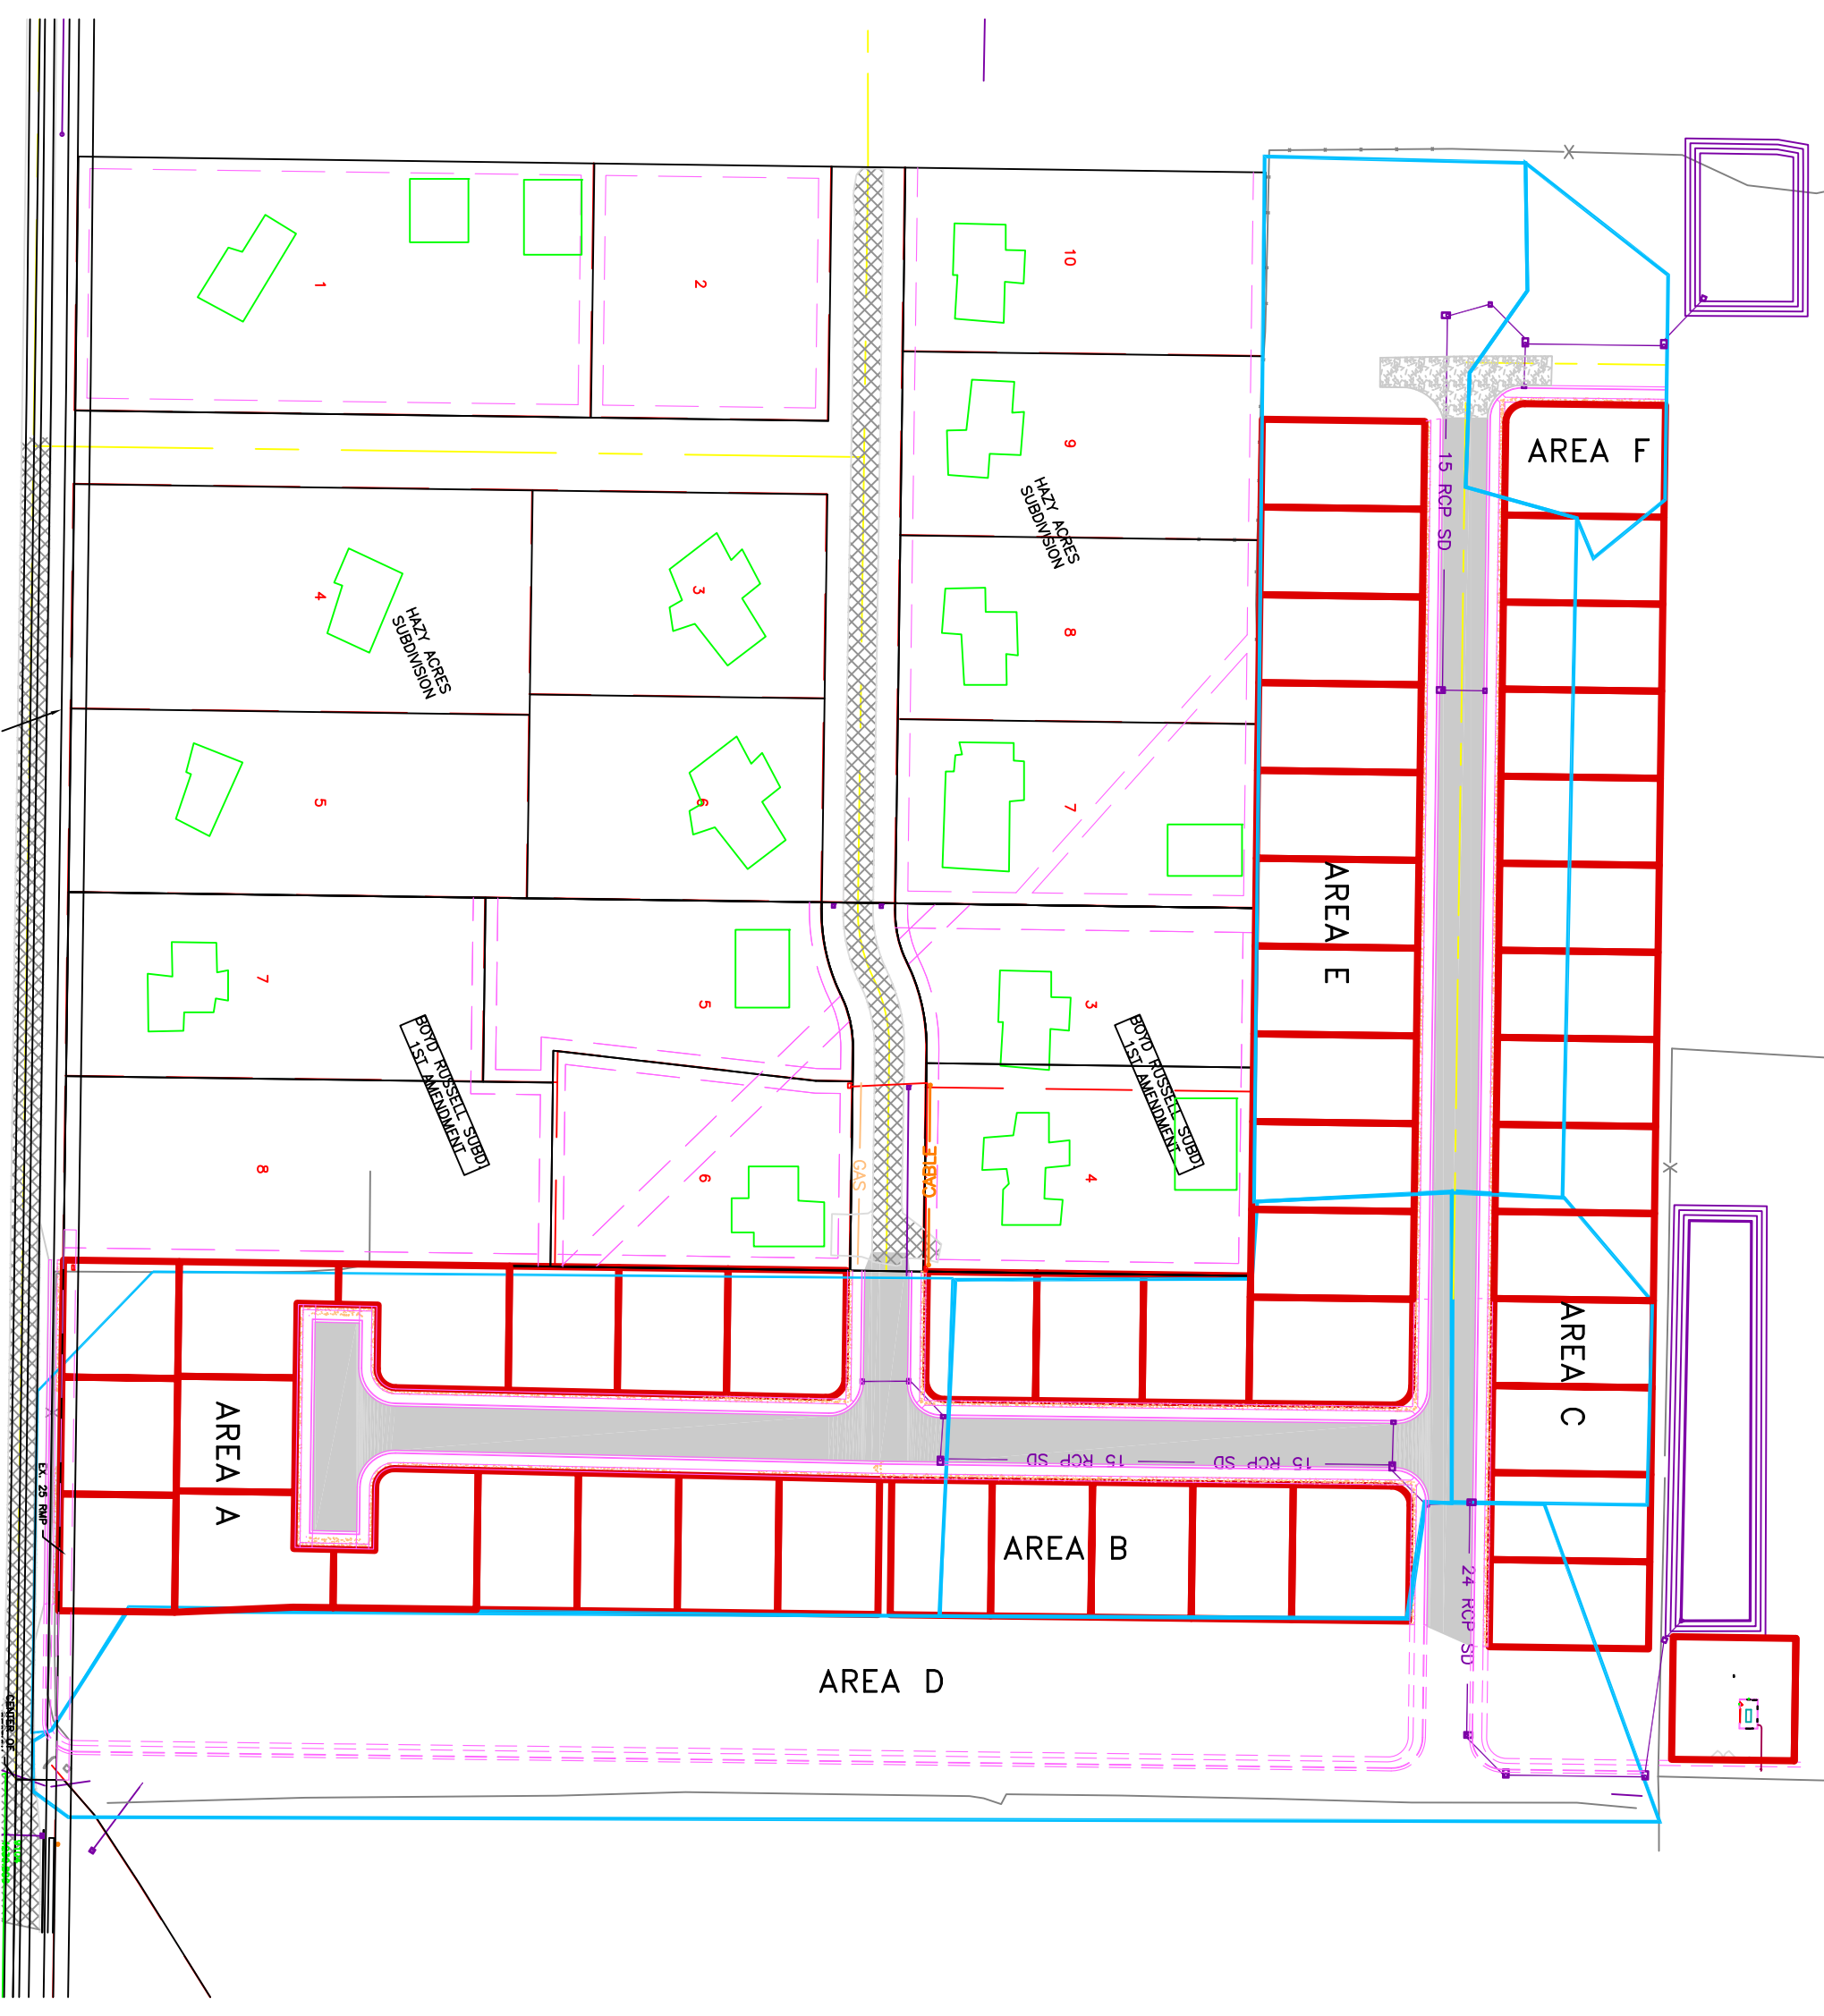 1
2
10
9
HAZY ACRES
SUBDIVISION
8
7
4
HAZY ACRES
SUBDIVISION
3
5
6
7
BOYD RUSSELL SUBD.
1ST AMENDMENT
5
3
BOYD RUSSELL SUBD.
1ST AMENDMENT
8
6
4
GAS
CABLE
15 RCP SD
AREA F
AREA E
AREA C
AREA A
15 RCP SD
15 RCP SD
AREA B
24 RCP SD
EX. 25 RMP
AREA D
CENTER OF